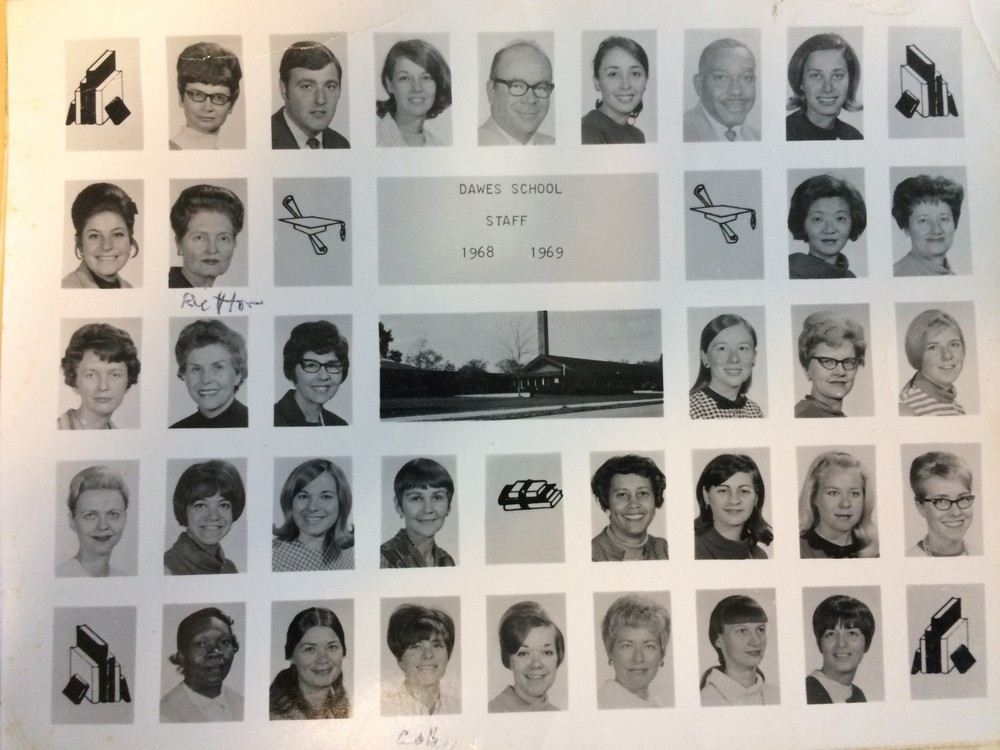 DAWES SCHOOL
STAFF
1968 1969